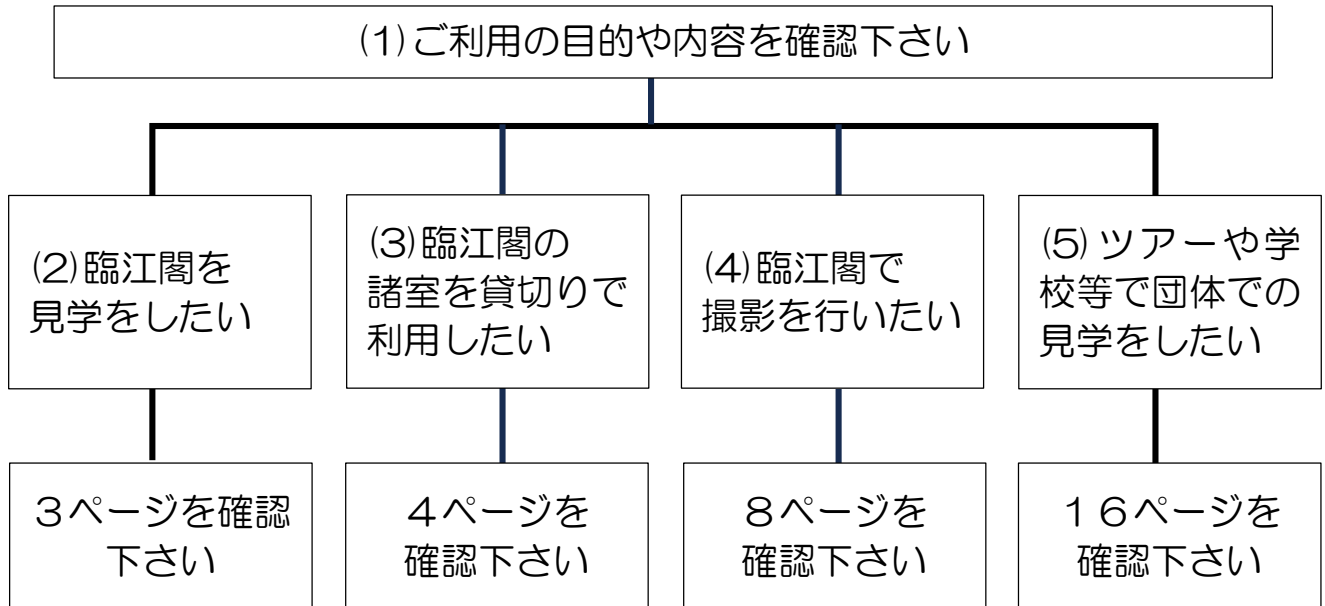 (1)ご利用の目的や内容を確認下さい
(2)臨江閣を
見学をしたい
(3)臨江閣の
諸室を貸切りで
利用したい
(4)臨江閣で
撮影を行いたい
(5)ツアーや学
校等で団体での
見学をしたい
3ページを確認
下さい
4ページを
確認下さい
8ページを
確認下さい
16ページを
確認下さい